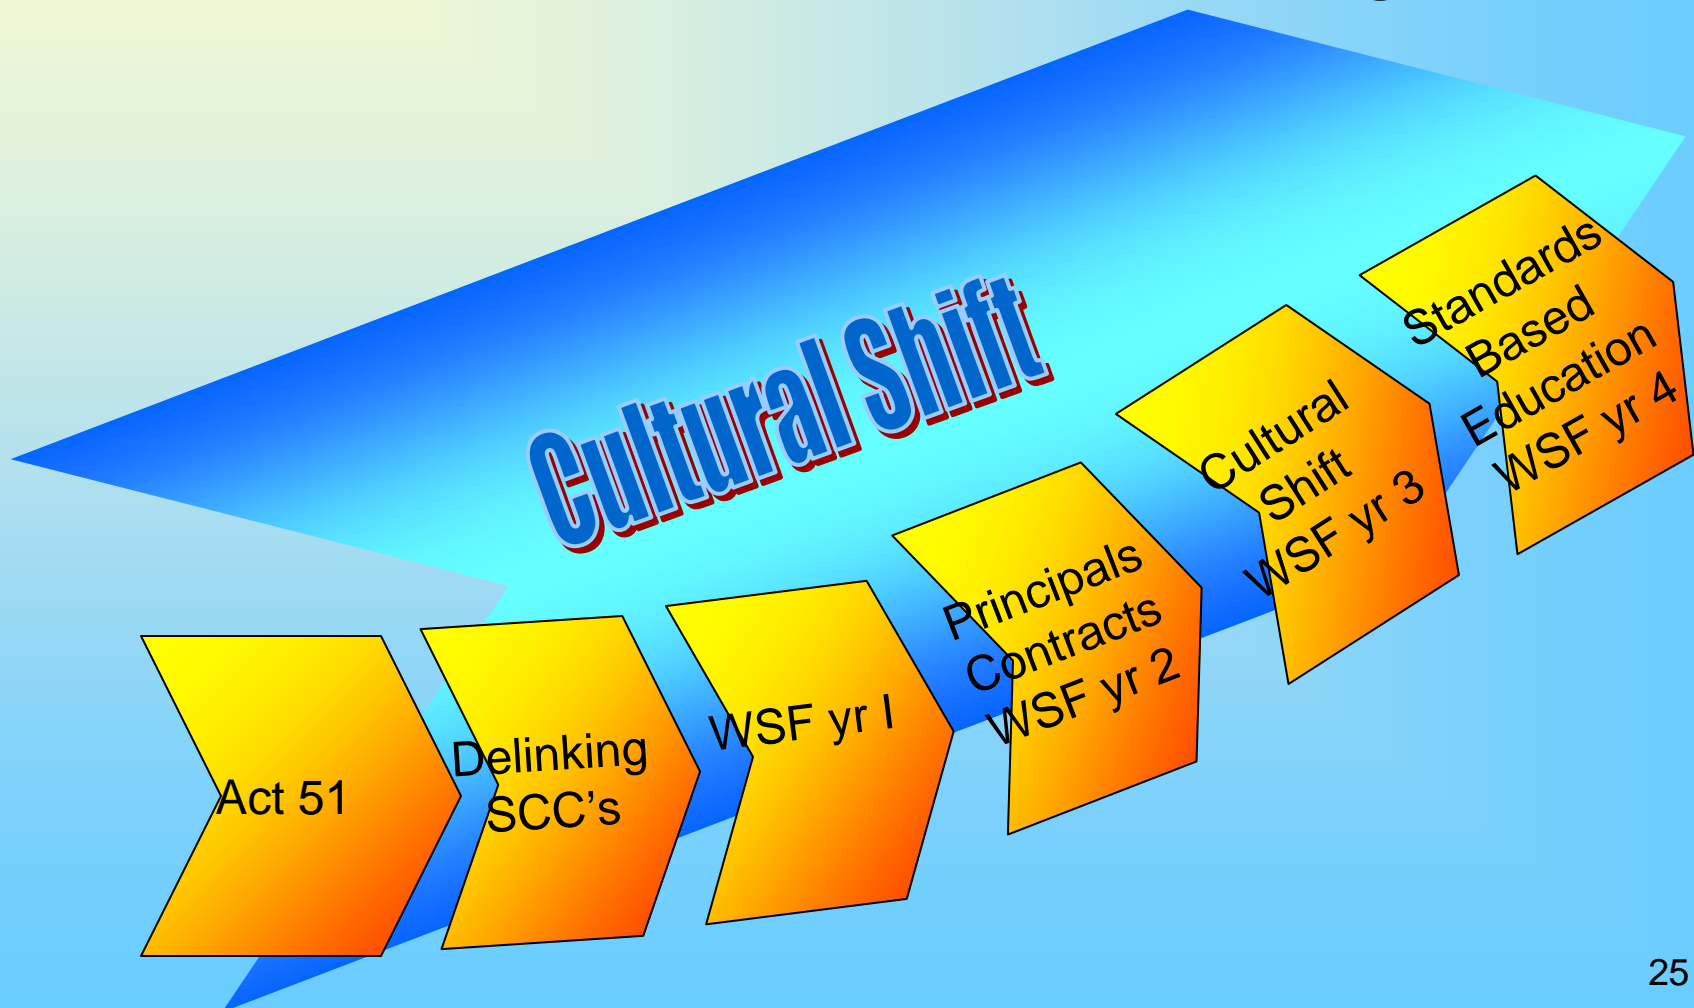 Cultural Shift
Act 51
Delinking
SCC’s
WSF yr I
Principals
Contracts
WSF yr 2
Cultural
Shift
WSF yr 3
Standards
Based
Education
WSF yr 4
25